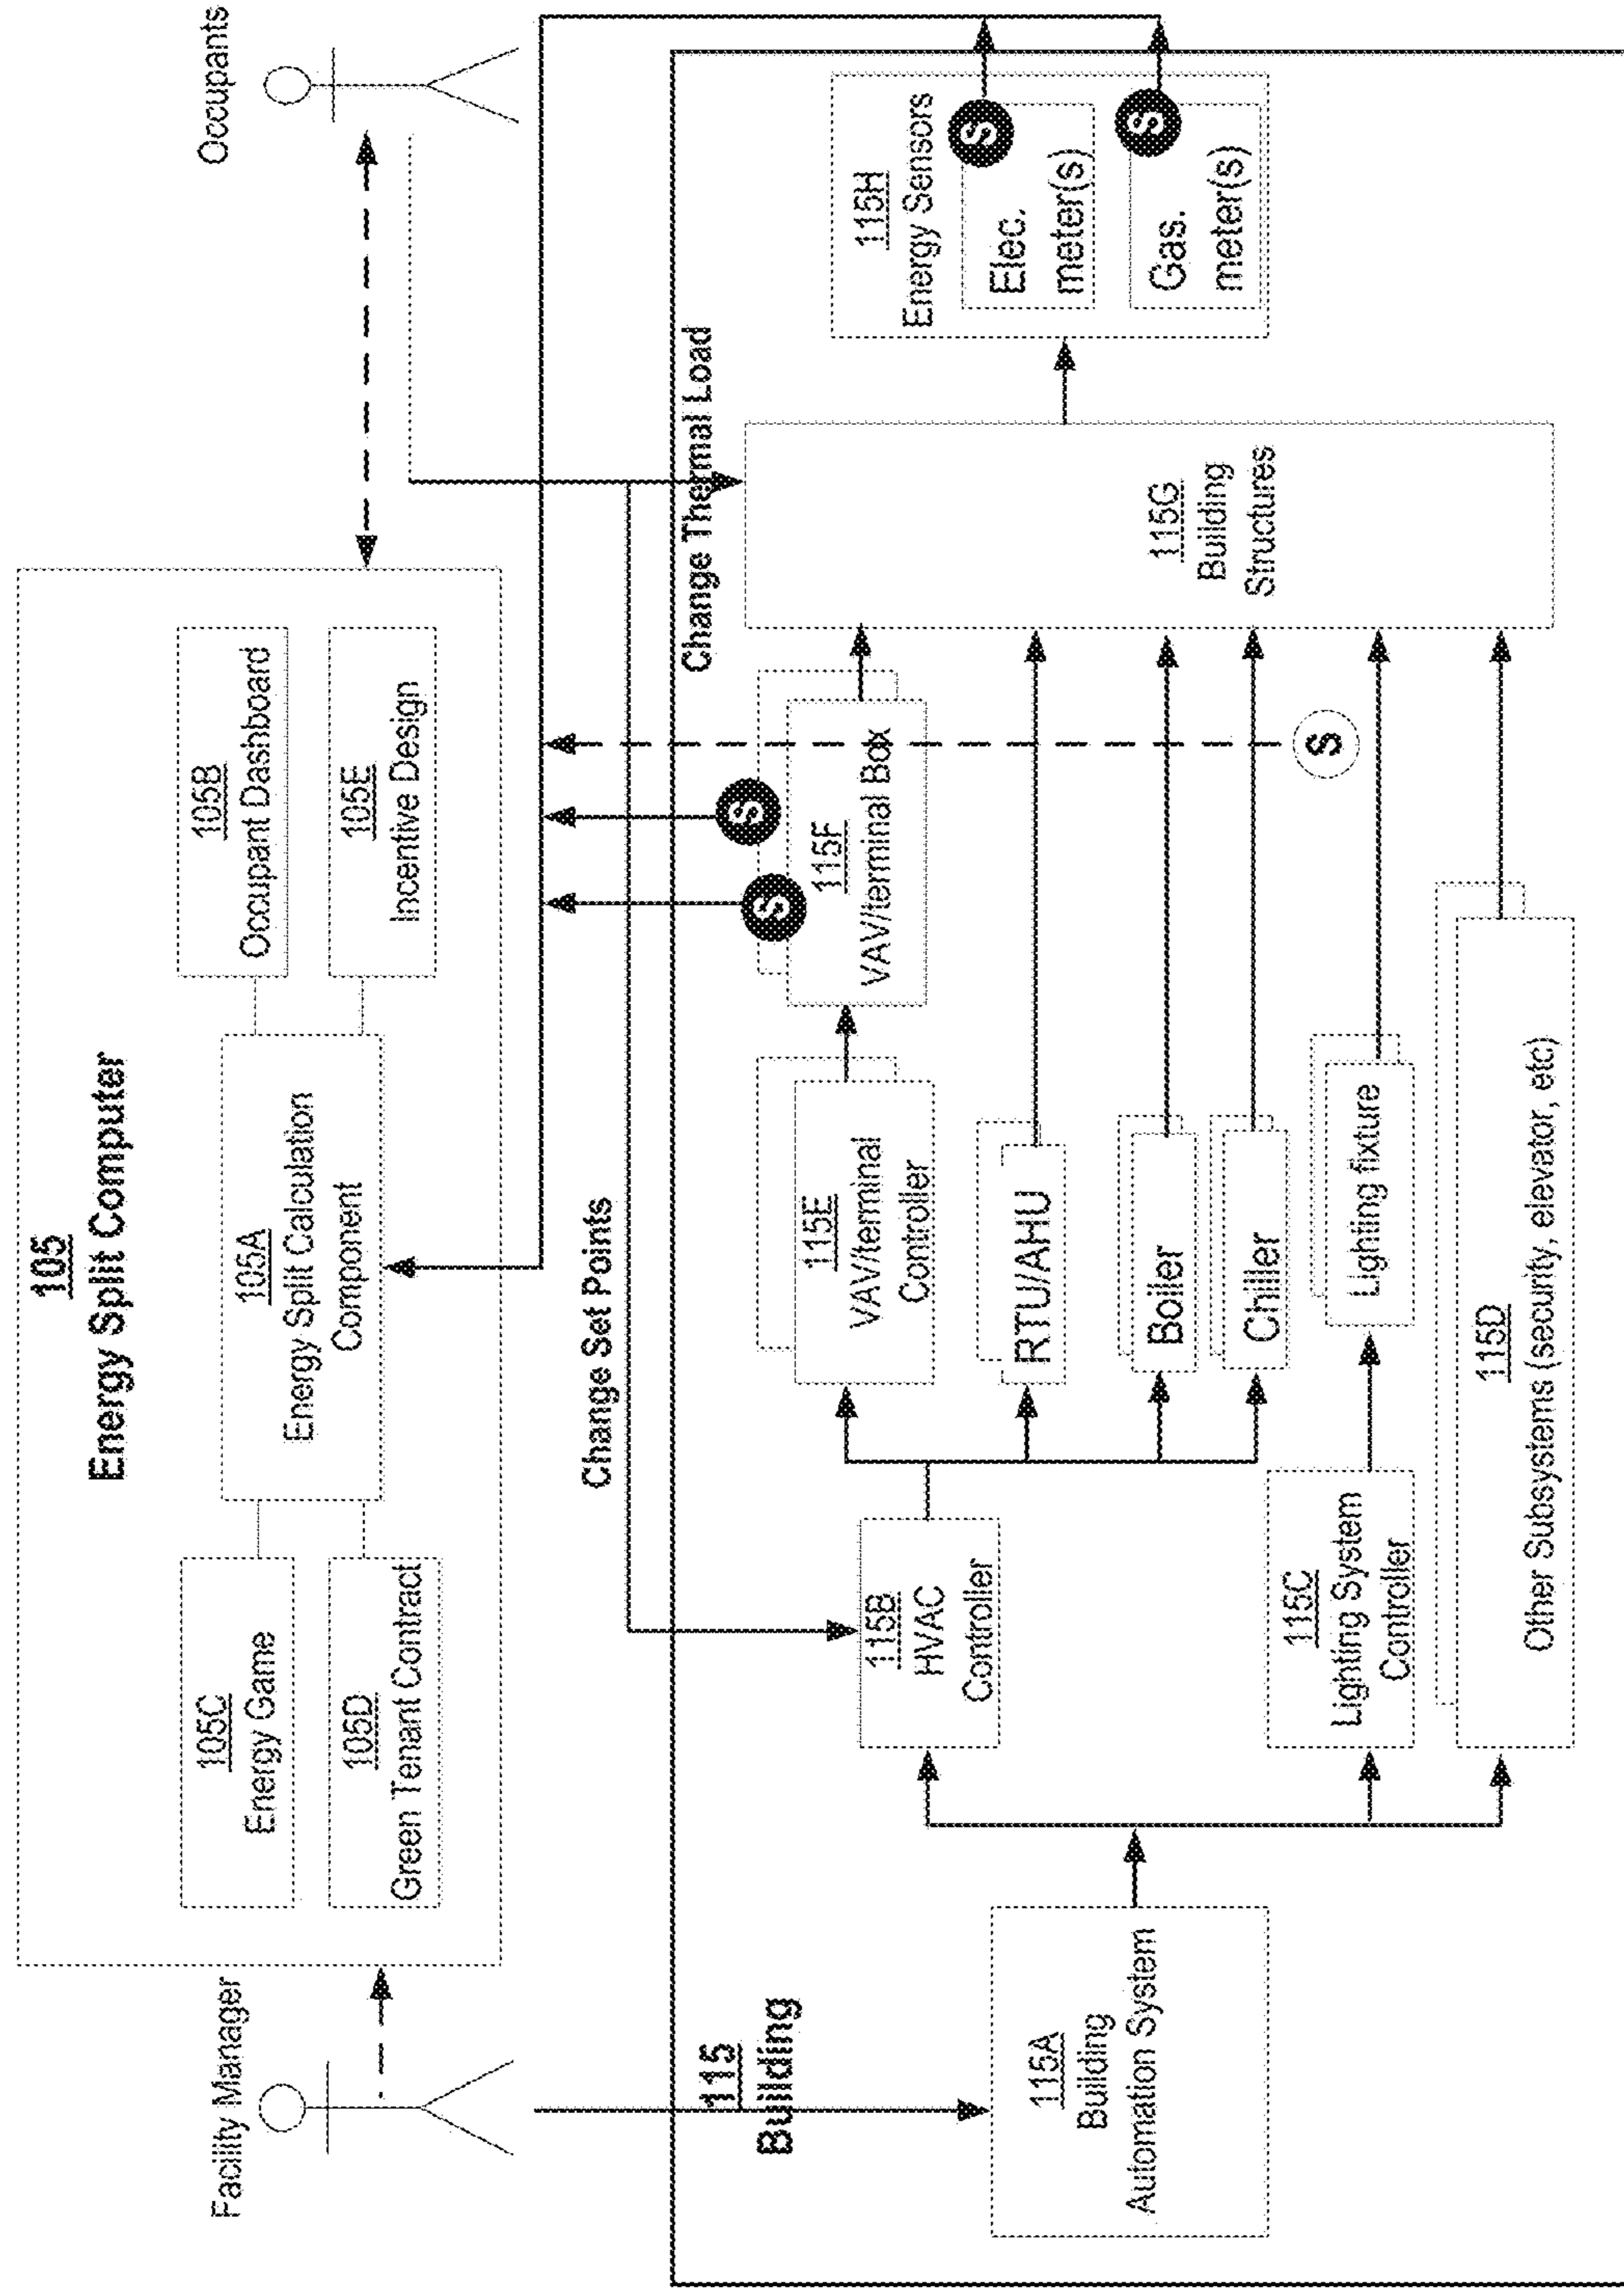 Facility Manager
105
Energy Split Computer
Occupants
105C
Energy Game
105D
Green Tenant Contract
105A
Energy Split Calculation
Component
105B
Occupant Dashboard
105E
Incentive Design
Change Set Points
Change Thermal Load
115
Building
115A
Building
Automation System
115B
HVAC
Controller
115C
Lighting System
Controller
115D
Other Subsystems (security, elevator, etc)
115E
VAV/terminal
Controller
RTU/AHU
Boiler
Chiller
Lighting fixture
115F
VAV/terminal Box
S
S
S
115G
Building
Structures
115H
Energy Sensors
Elec.
meter(s)
S
Gas.
meter(s)
S